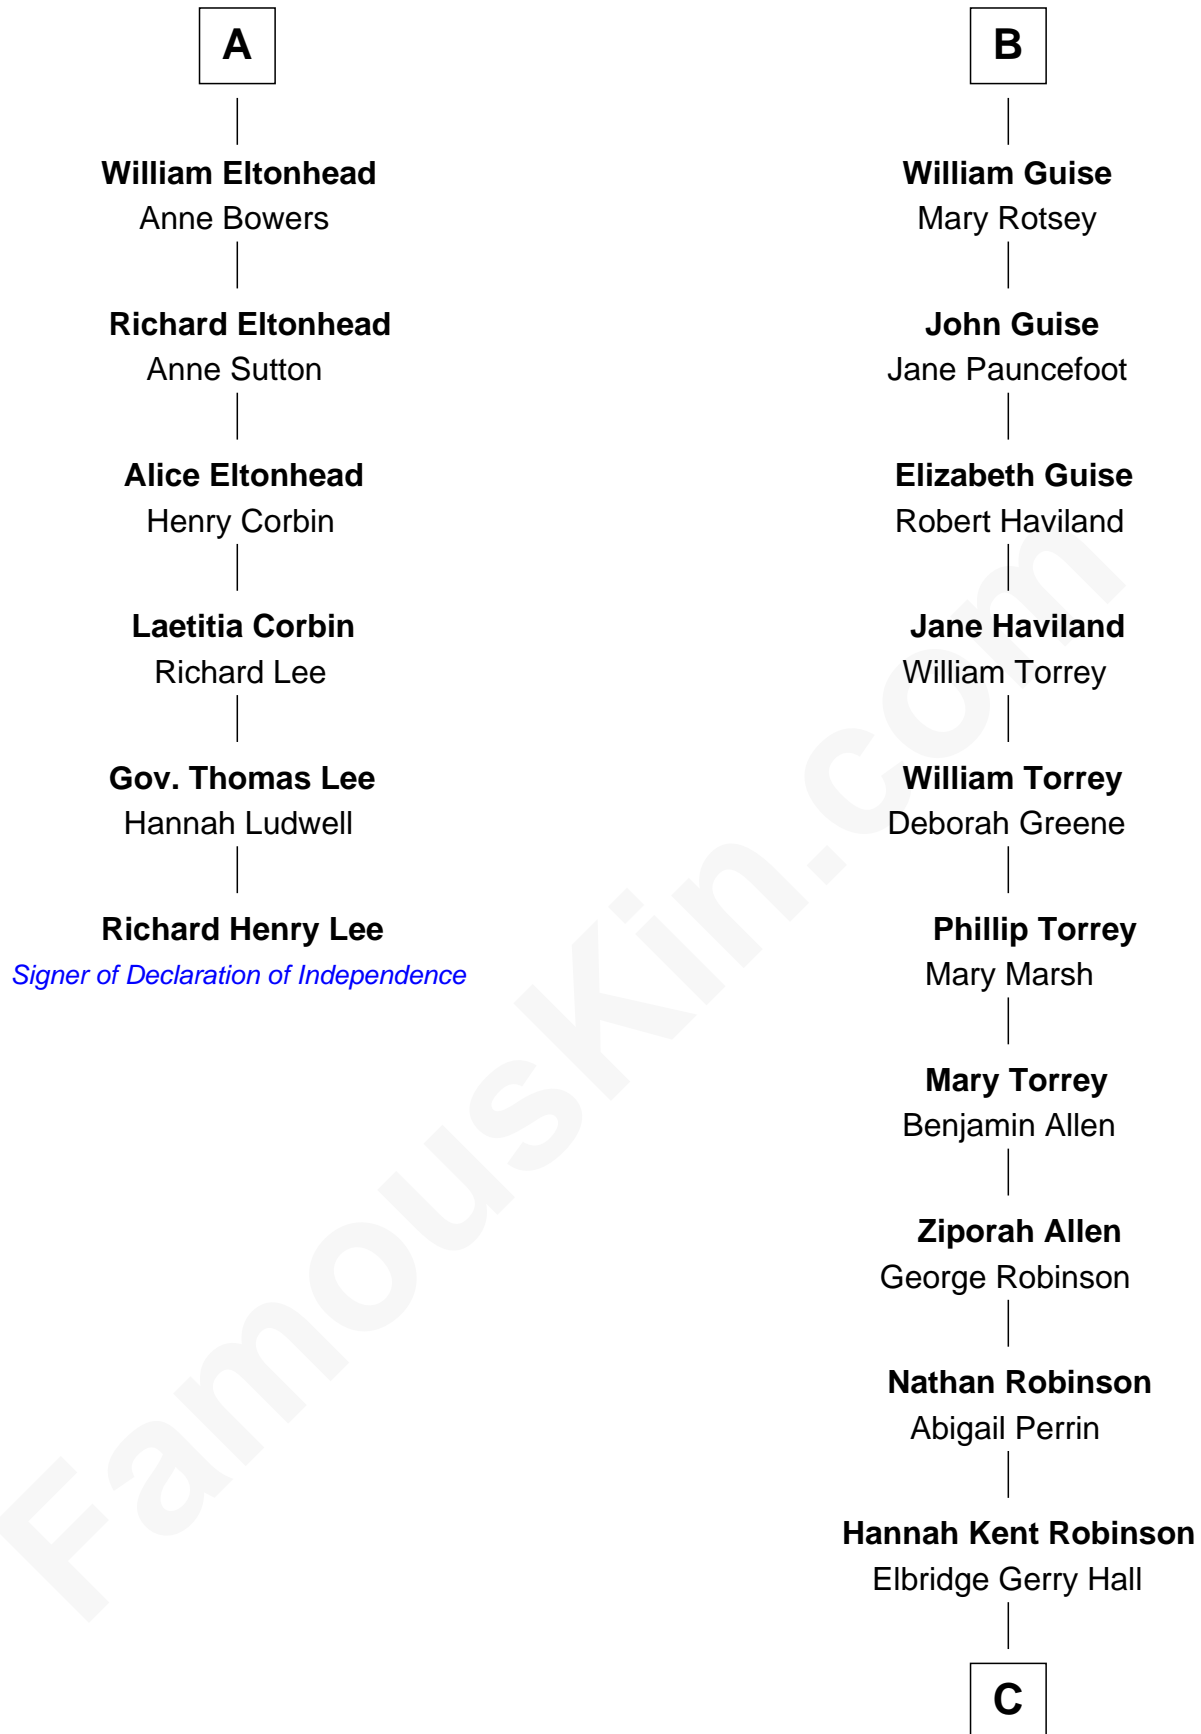 A
William Eltonhead
Anne Bowers
Richard Eltonhead
Anne Sutton
Alice Eltonhead
Henry Corbin
Laetitia Corbin
Richard Lee
Gov. Thomas Lee
Hannah Ludwell
Richard Henry Lee
Signer of Declaration of Independence
B
William Guise
Mary Rotsey
John Guise
Jane Pauncefoot
Elizabeth Guise
Robert Haviland
Jane Haviland
William Torrey
William Torrey
Deborah Greene
Phillip Torrey
Mary Marsh
Mary Torrey
Benjamin Allen
Ziporah Allen
George Robinson
Nathan Robinson
Abigail Perrin
Hannah Kent Robinson
Elbridge Gerry Hall
C
FamousKin.com